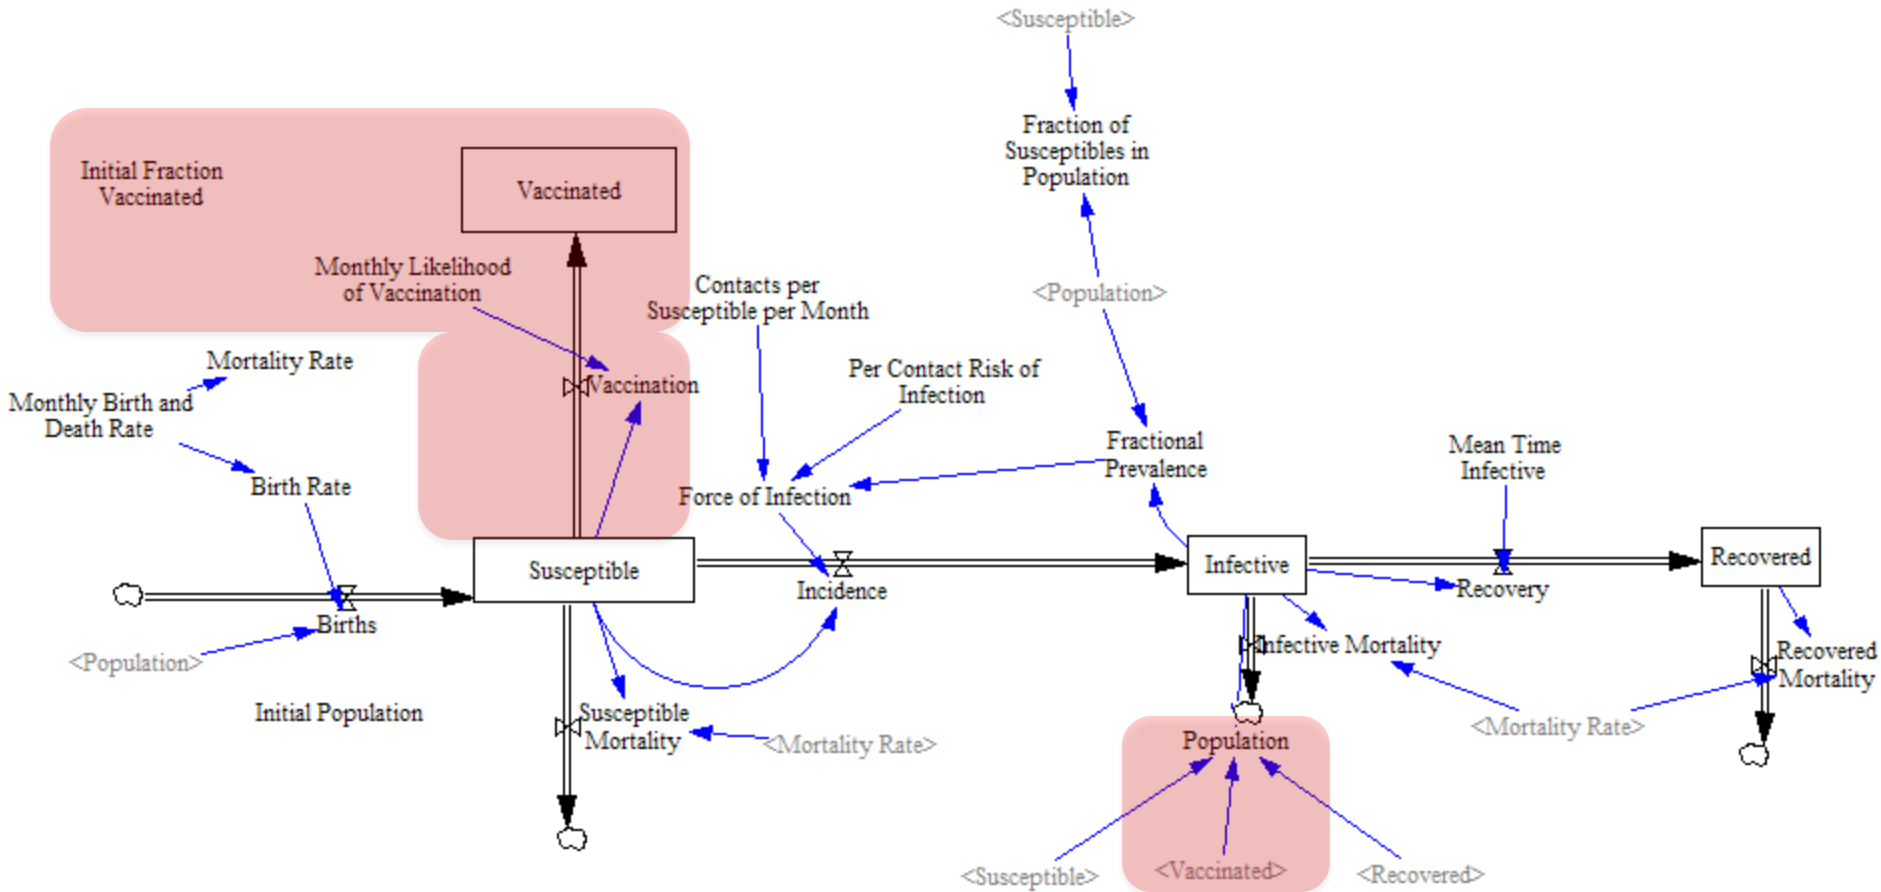 <Susceptible>
Fraction of
Susceptibles in
Population
Initial Fraction
Vaccinated
Vaccinated
Monthly Likelihood
of Vaccination
Contacts per
Susceptible per Month
<Population>
Mortality Rate
Vaccination
Per Contact Risk of
Infection
Monthly Birth and
Death Rate
Fractional
Prevalence
Mean Time
Infective
Birth Rate
Force of Infection
Susceptible
Infective
Recovered
Incidence
Recovery
Births
<Population>
Infective Mortality
Recovered
Mortality
Initial Population
Susceptible
Mortality
<Mortality Rate>
Population
<Mortality Rate>
<Susceptible>
<Vaccinated>
<Recovered>